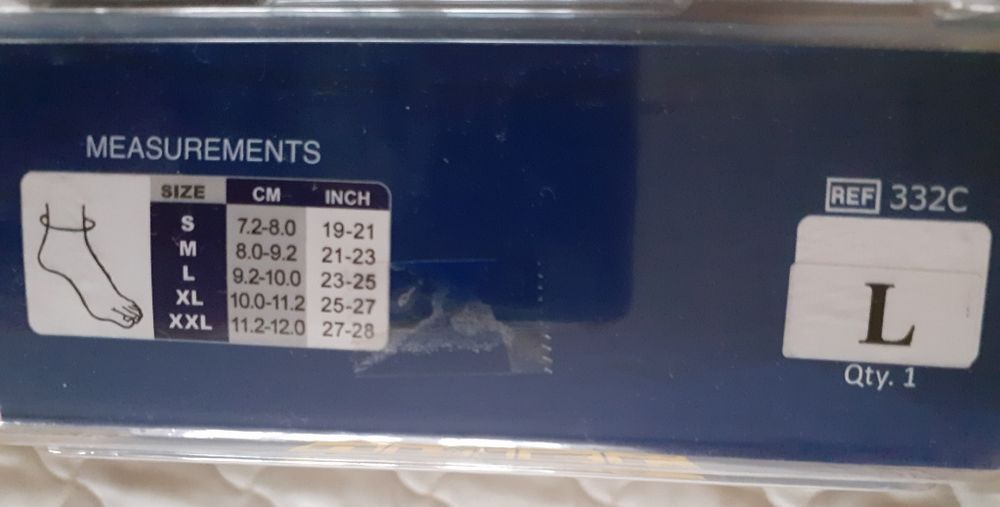 MEASUREMENTS
SIZE CM INCH
S 7.2-8.0 19-21
M 8.0-9.2 21-23
L 9.2-10.0 23-25
XL 10.0-11.2 25-27
XXL 11.2-12.0 27-28
REF 332C
L
Qty. 1